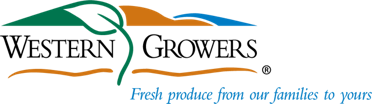 WESTERN GROWERS®
Fresh produce from our families to yours